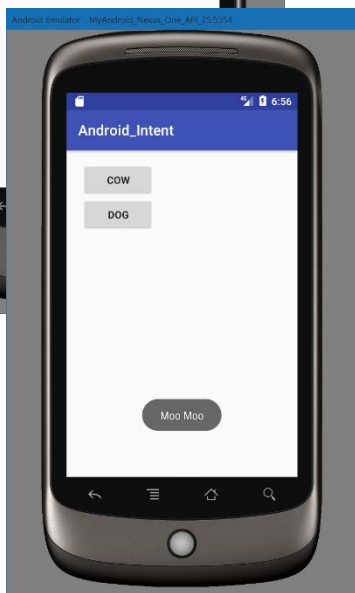 Android Emulator - MyAndroid_Nexus_One_API_25:5554
6:56
Android_Intent
COW
DOG
Moo Moo